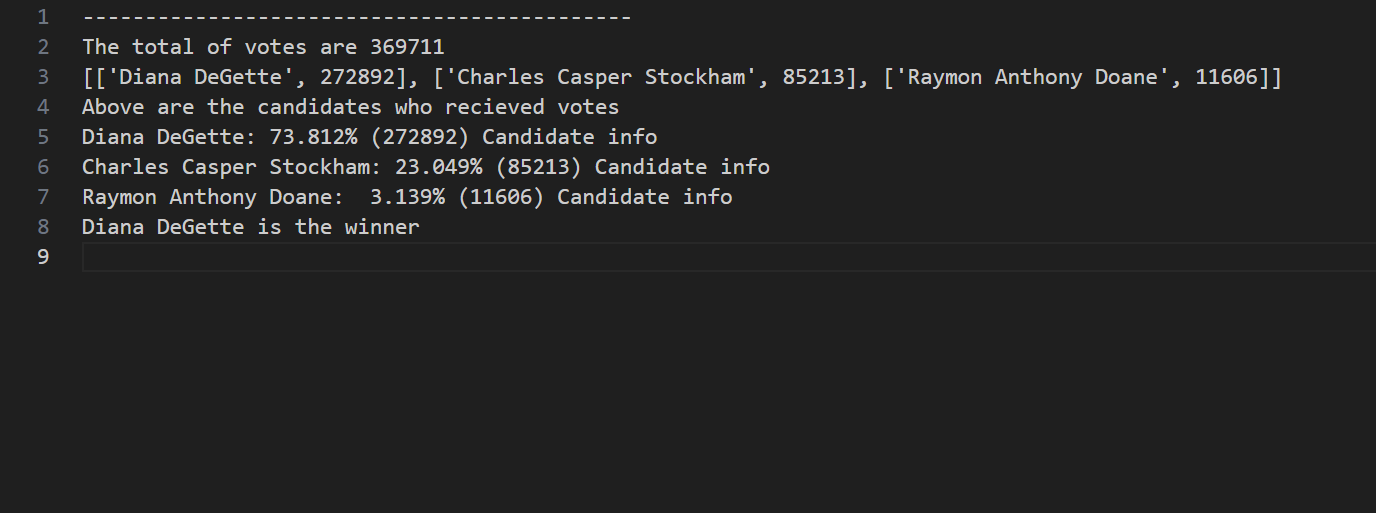 1 --------------------------------------------
2 The total of votes are 369711
3 [['Diana DeGette', 272892], ['Charles Casper Stockham', 85213], ['Raymon Anthony Doane', 11606]]
4 Above are the candidates who recieved votes
5 Diana DeGette: 73.812% (272892) Candidate info
6 Charles Casper Stockham: 23.049% (85213) Candidate info
7 Raymon Anthony Doane:  3.139% (11606) Candidate info
8 Diana DeGette is the winner
9